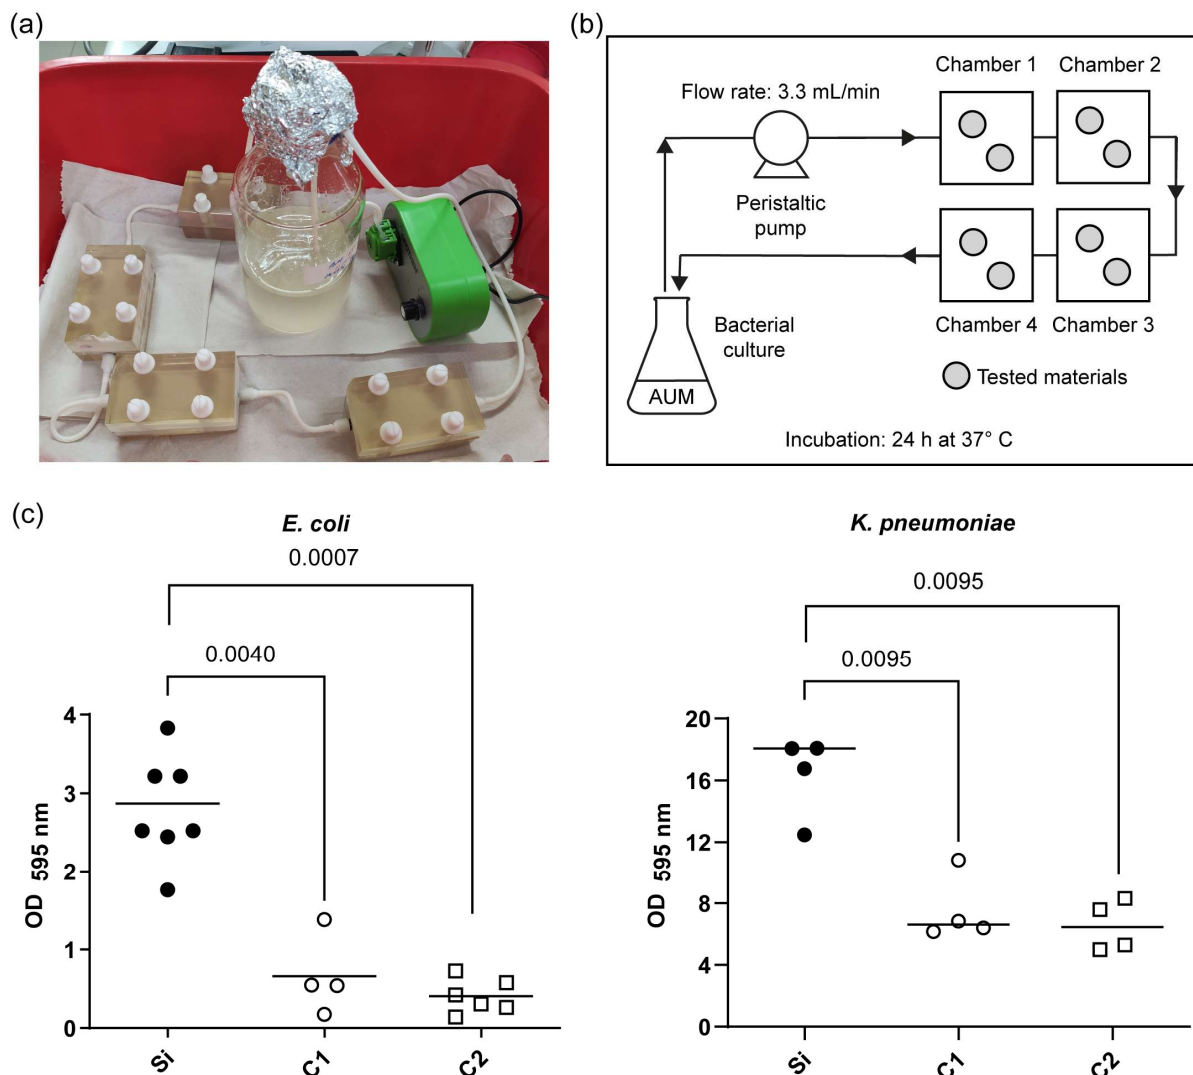 (a)
(b)
Chamber 1
Chamber 2
Flow rate: 3.3 mL/min
Peristaltic
pump
Chamber 4
Chamber 3
Bacterial
culture
AUM
Tested materials
Incubation: 24 h at 37° C
(c)
E. coli
0.0007
0.0040
OD 595 nm
4
3
2
1
0
Si
C1
C2
K. pneumoniae
0.0095
0.0095
OD 595 nm
20
16
12
8
4
0
Si
C1
C2